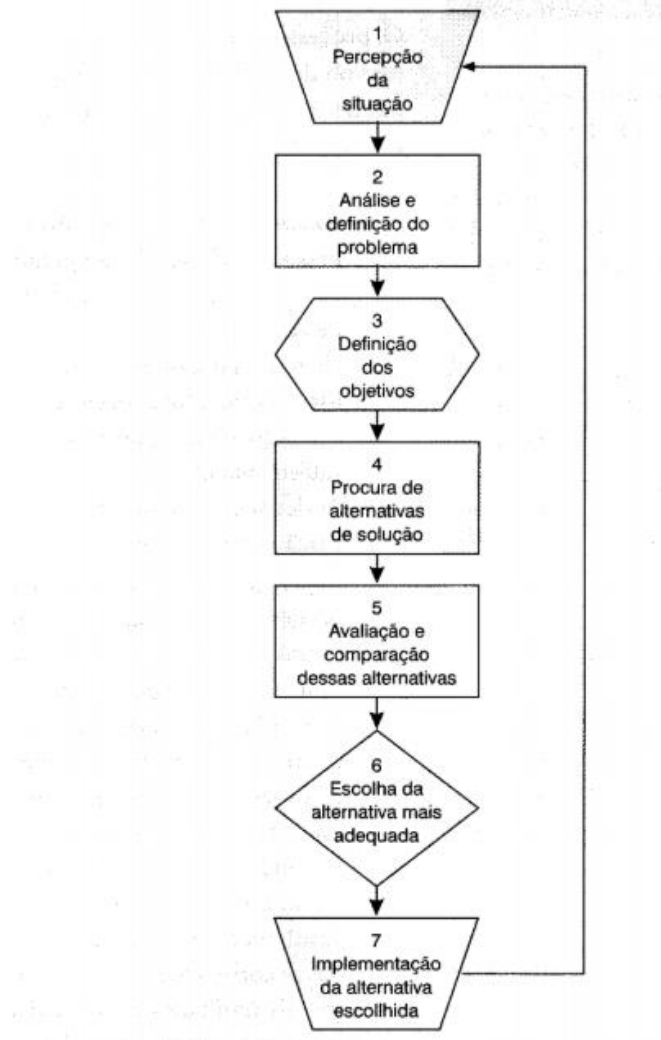 1
Percepção
da
situação
2
Análise e
definição do
problema
3
Definição
dos
objetivos
4
Procura de
alternativas
de solução
5
Avaliação e
comparação
dessas alternativas
6
Escolha da
alternativa mais
adequada
7
Implementação
da alternativa
escollhida